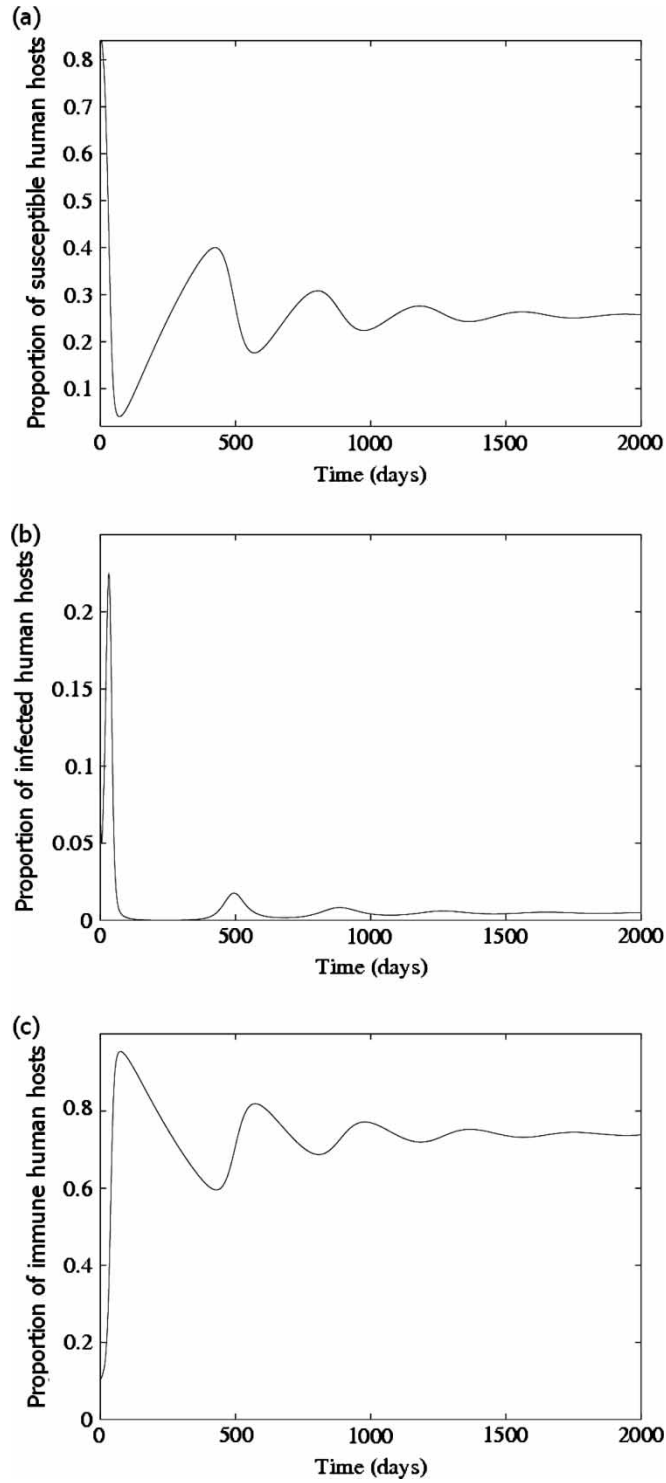 (a)
Proportion of susceptible human hosts
0.8
0.7
0.6
0.5
0.4
0.3
0.2
0.1
0 500 1000 1500 2000
Time (days)
(b)
Proportion of infected human hosts
0.2
0.15
0.1
0.05
0
0 500 1000 1500 2000
Time (days)
(c)
Proportion of immune human hosts
0.8
0.6
0.4
0.2
0
0 500 1000 1500 2000
Time (days)